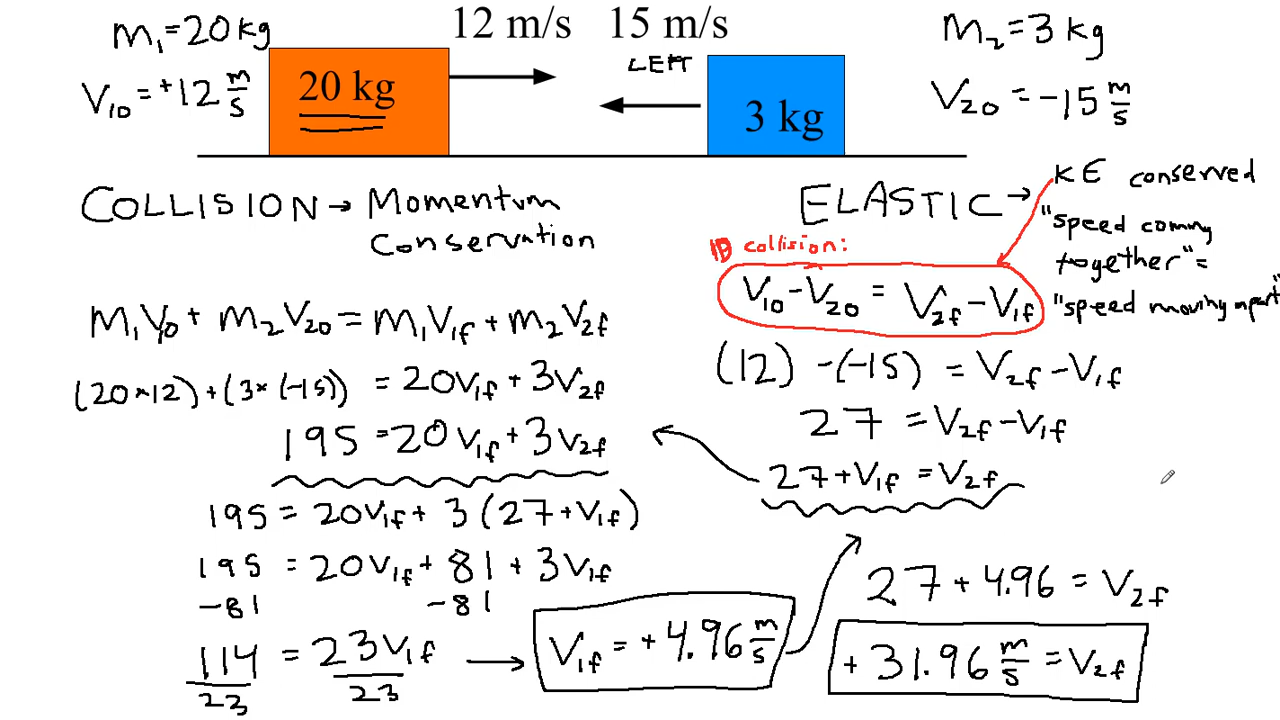 m₁=20kg
12 m/s
15 m/s
LEFT
m₂=3 kg
V₁₀=+12 m/s
20 kg
3 kg
V₂₀=-15 m/s
COLLISION → Momentum
Conservation
ELASTIC →
KE conserved
"speed coming
together"=
"speed moving apart"
1D collision:
V₁₀-V₂₀=V₂f-V₁f
m₁V₁₀+m₂V₂₀=m₁V₁f+m₂V₂f
(20×12)+(3×(-15))=20V₁f+3V₂f
195=20V₁f+3V₂f
195=20V₁f+3(27+V₁f)
195=20V₁f+81+3V₁f
-81 -81
114=23V₁f
23 23
→ V₁f=+4.96 m/s
(12)-(-15)=V₂f-V₁f
27=V₂f-V₁f
27+V₁f=V₂f
27+4.96=V₂f
+31.96 m/s=V₂f